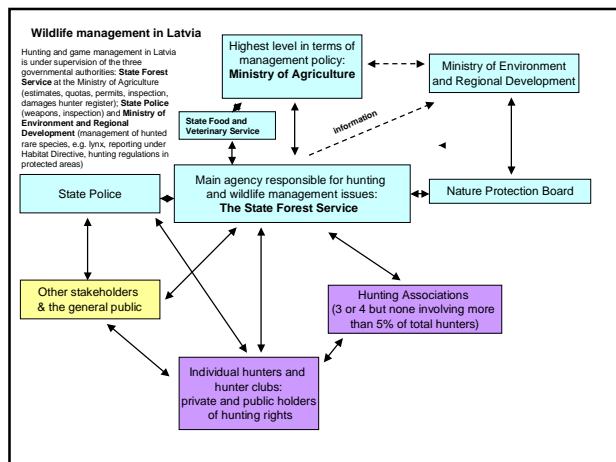 Wildlife management in Latvia
Hunting and game management in Latvia
is under supervision of the three
governmental authorities: State Forest
Service at the Ministry of Agriculture
(estimates, quotas, permits, inspection,
damages hunter register); State Police
(weapons, inspection) and Ministry of
Environment and Regional
Development (management of hunted
rare species, e.g. lynx, reporting under
Habitat Directive, hunting regulations in
protected areas)
Highest level in terms of
management policy:
Ministry of Agriculture
Ministry of Environment
and Regional Development
State Food and
Veterinary Service
information
State Police
Main agency responsible for hunting
and wildlife management issues:
The State Forest Service
Nature Protection Board
Other stakeholders
& the general public
Hunting Associations
(3 or 4 but none involving more
than 5% of total hunters)
Individual hunters and
hunter clubs:
private and public holders
of hunting rights